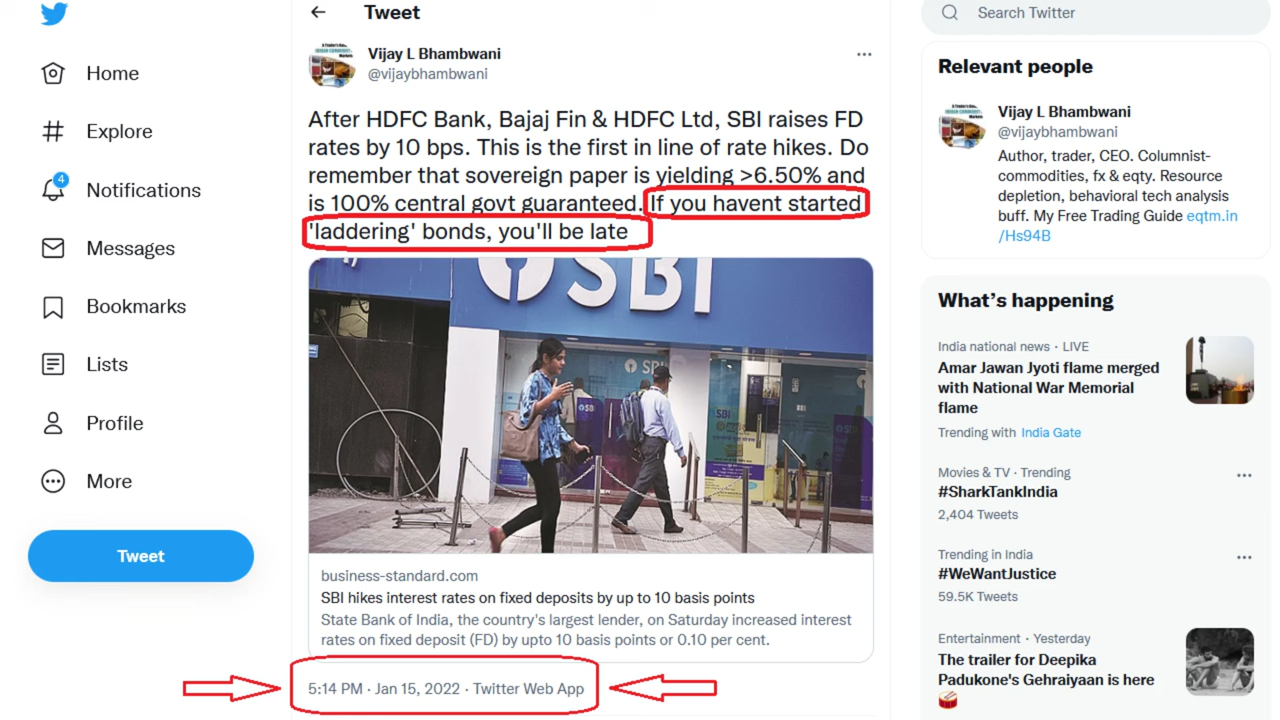 Home
Explore
4
Notifications
Messages
Bookmarks
Lists
Profile
More
Tweet
Tweet
Vijay L Bhambwani
@vijaybhambwani
After HDFC Bank, Bajaj Fin & HDFC Ltd, SBI raises FD
rates by 10 bps. This is the first in line of rate hikes. Do
remember that sovereign paper is yielding >6.50% and
is 100% central govt guaranteed. If you havent started
'laddering' bonds, you'll be late
SBI
SBI
SBI
SBI
business-standard.com
SBI hikes interest rates on fixed deposits by up to 10 basis points
State Bank of India, the country's largest lender, on Saturday increased interest
rates on fixed deposit (FD) by upto 10 basis points or 0.10 per cent.
5:14 PM · Jan 15, 2022 · Twitter Web App
Search Twitter
Relevant people
Vijay L Bhambwani
@vijaybhambwani
Author, trader, CEO. Columnist-
commodities, fx & eqty. Resource
depletion, behavioral tech analysis
buff. My Free Trading Guide eqtm.in
/Hs94B
What's happening
India national news · LIVE
Amar Jawan Jyoti flame merged
with National War Memorial
flame
Trending with India Gate
Movies & TV · Trending
#SharkTankIndia
2,404 Tweets
Trending in India
#WeWantJustice
59.5K Tweets
Entertainment · Yesterday
The trailer for Deepika
Padukone's Gehraiyaan is here